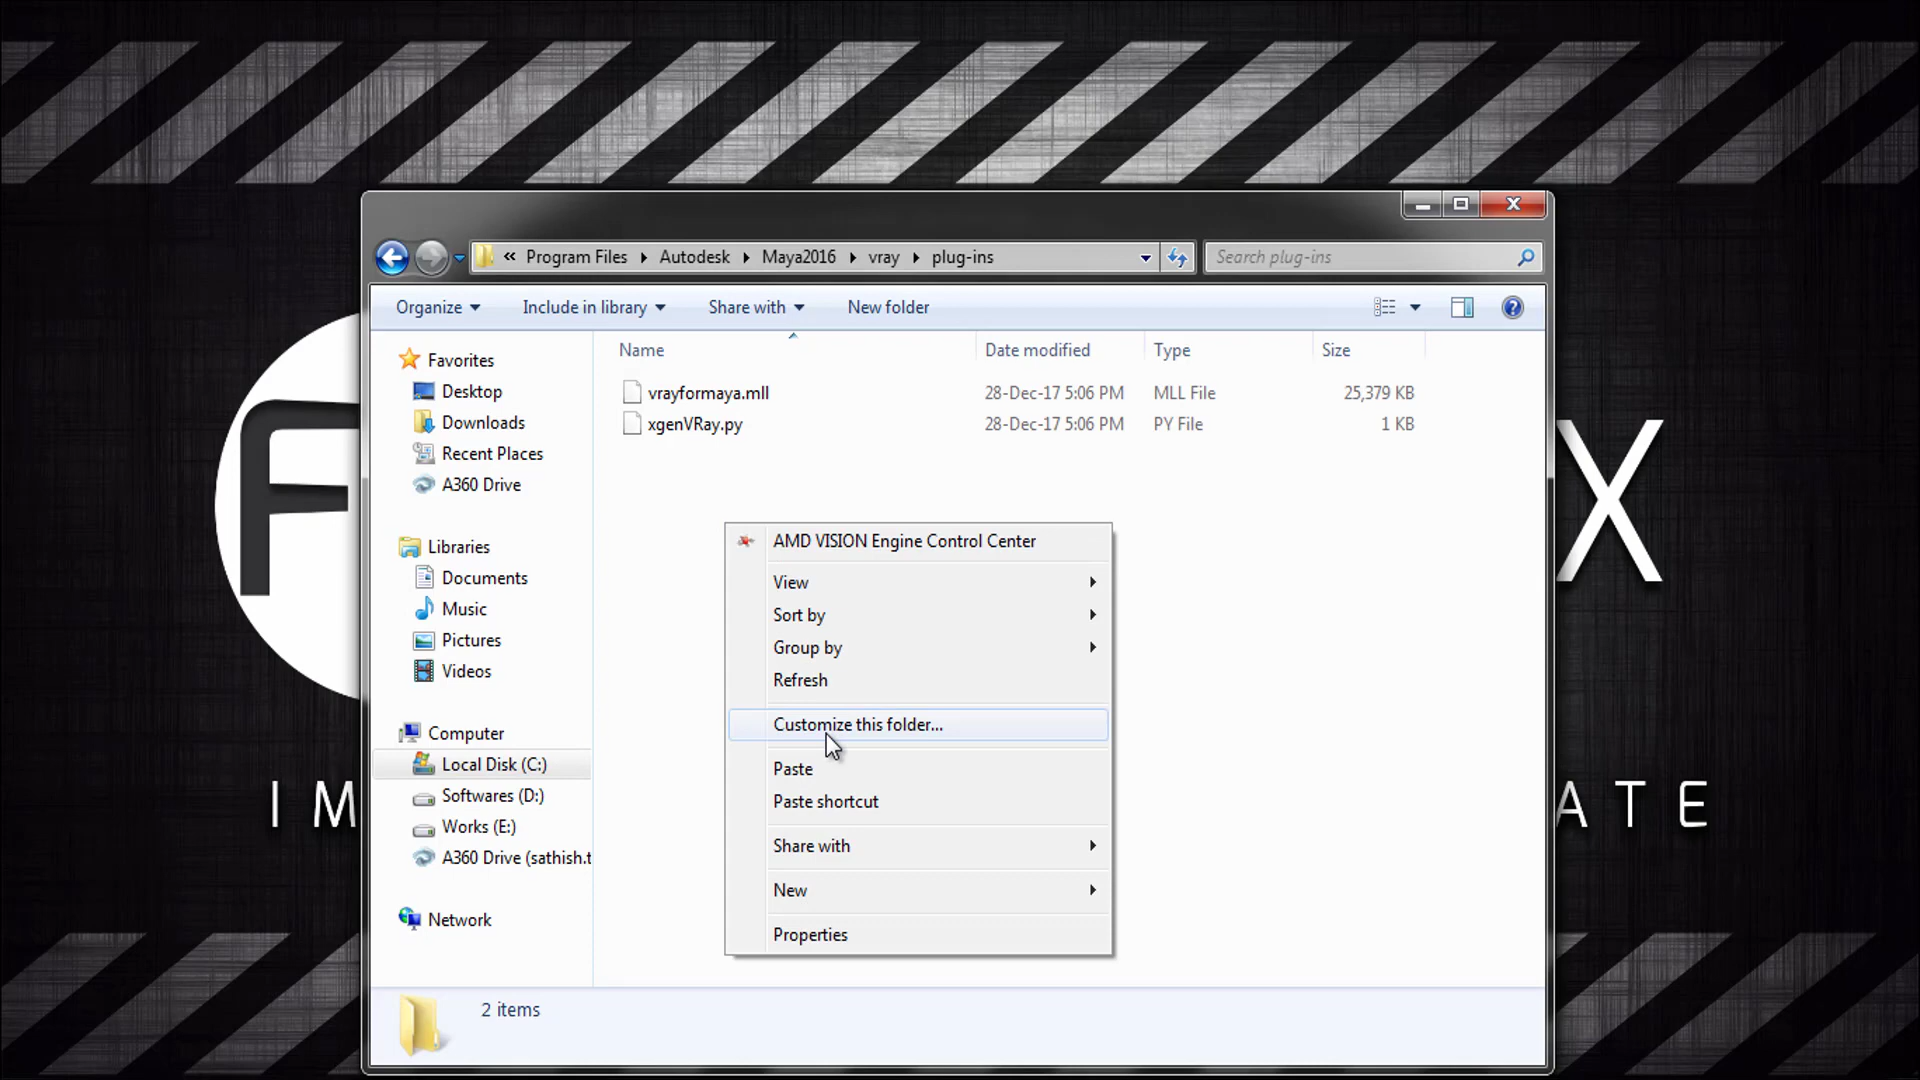 « Program Files Autodesk Maya2016 vray plug-ins Search plug-ins
Organize Include in library Share with New folder
Name Date modified Type Size
vrayformaya.mll 28-Dec-17 5:06 PM MLL File 25,379 KB
xgenVRay.py 28-Dec-17 5:06 PM PY File 1 KB
Favorites
Desktop
Downloads
Recent Places
A360 Drive
Libraries
Documents
Music
Pictures
Videos
Computer
Local Disk (C:)
Softwares (D:)
Works (E:)
A360 Drive (sathish.t
Network
AMD VISION Engine Control Center
View
Sort by
Group by
Refresh
Customize this folder...
Paste
Paste shortcut
Share with
New
Properties
2 items
F X
I M ATE